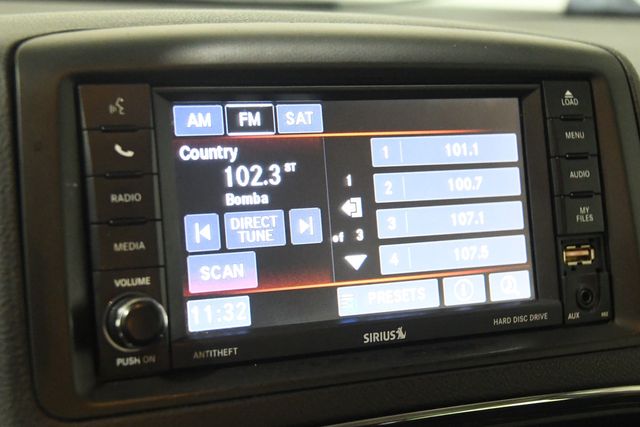 AM FM SAT
Country
102.3 ST
Bomba
DIRECT
TUNE
SCAN
11:32
1
of 3
1 101.1
2 100.7
3 107.1
4 107.5
PRESETS
RADIO
MEDIA
VOLUME
PUSH ON
ANTITHEFT
SIRIUS
HARD DISC DRIVE
LOAD
MENU
AUDIO
MY
FILES
AUX